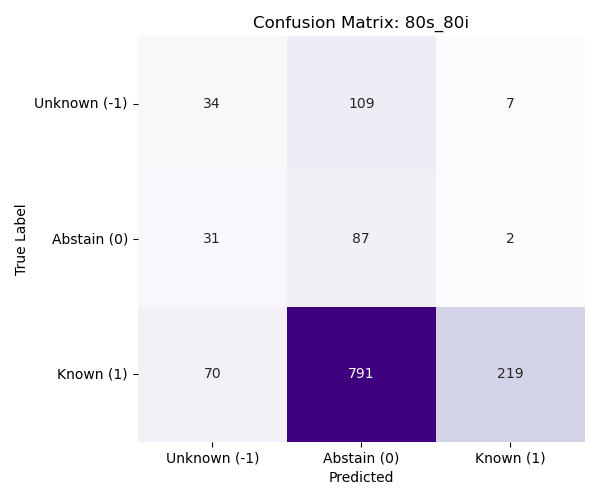 Confusion Matrix: 80s_80i
True Label
Unknown (-1) 34 109 7
Abstain (0) 31 87 2
Known (1) 70 791 219
Unknown (-1) Abstain (0) Known (1)
Predicted